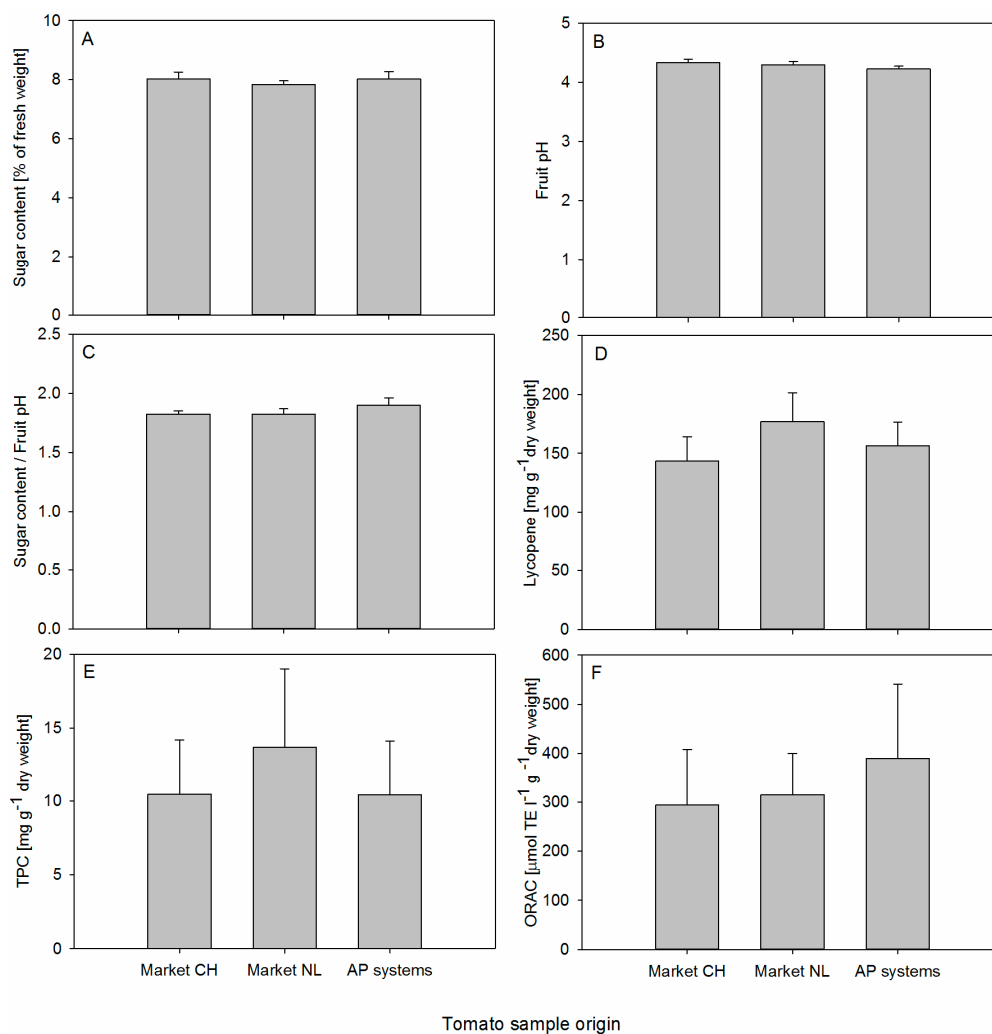 A
Sugar content [% of fresh weight]
10
8
6
4
2
0
B
Fruit pH
5
4
3
2
1
0
C
Sugar content / Fruit pH
2.5
2.0
1.5
1.0
0.5
0.0
D
Lycopene [mg g⁻¹ dry weight]
250
200
150
100
50
0
E
TPC [mg g⁻¹ dry weight]
20
15
10
5
0
Market CH Market NL AP systems
F
ORAC [µmol TE l⁻¹ g ⁻¹ dry weight]
600
500
400
300
200
100
0
Market CH Market NL AP systems
Tomato sample origin